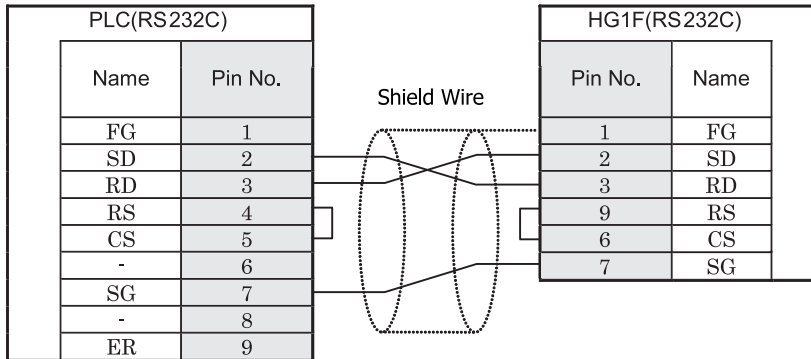 PLC(RS232C) HG1F(RS232C)
Name Pin No. Shield Wire Pin No. Name
FG 1 1 FG
SD 2 2 SD
RD 3 3 RD
RS 4 9 RS
CS 5 6 CS
- 6 7 SG
SG 7
- 8
ER 9